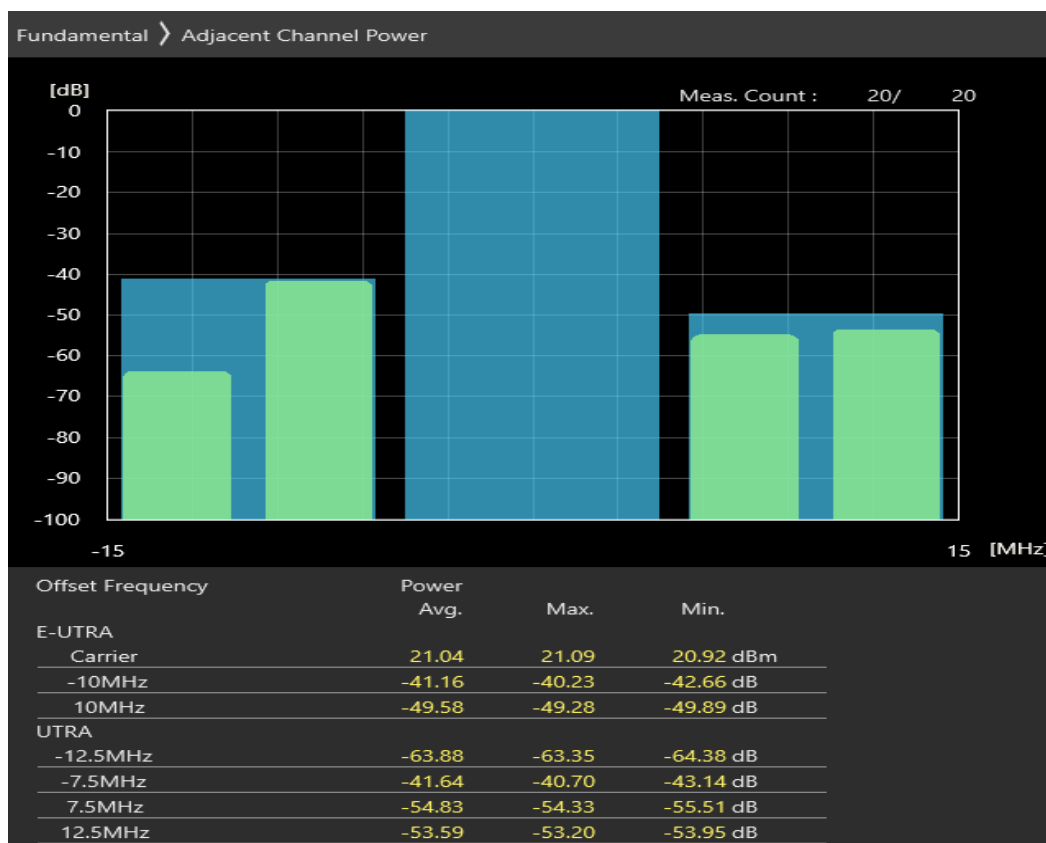 Fundamental 〉 Adjacent Channel Power
[dB]
Meas. Count : 20/ 20
0
-10
-20
-30
-40
-50
-60
-70
-80
-90
-100
-15 15 [MHz]
Offset Frequency Power
Avg. Max. Min.
E-UTRA
Carrier 21.04 21.09 20.92 dBm
-10MHz -41.16 -40.23 -42.66 dB
10MHz -49.58 -49.28 -49.89 dB
UTRA
-12.5MHz -63.88 -63.35 -64.38 dB
-7.5MHz -41.64 -40.70 -43.14 dB
7.5MHz -54.83 -54.33 -55.51 dB
12.5MHz -53.59 -53.20 -53.95 dB